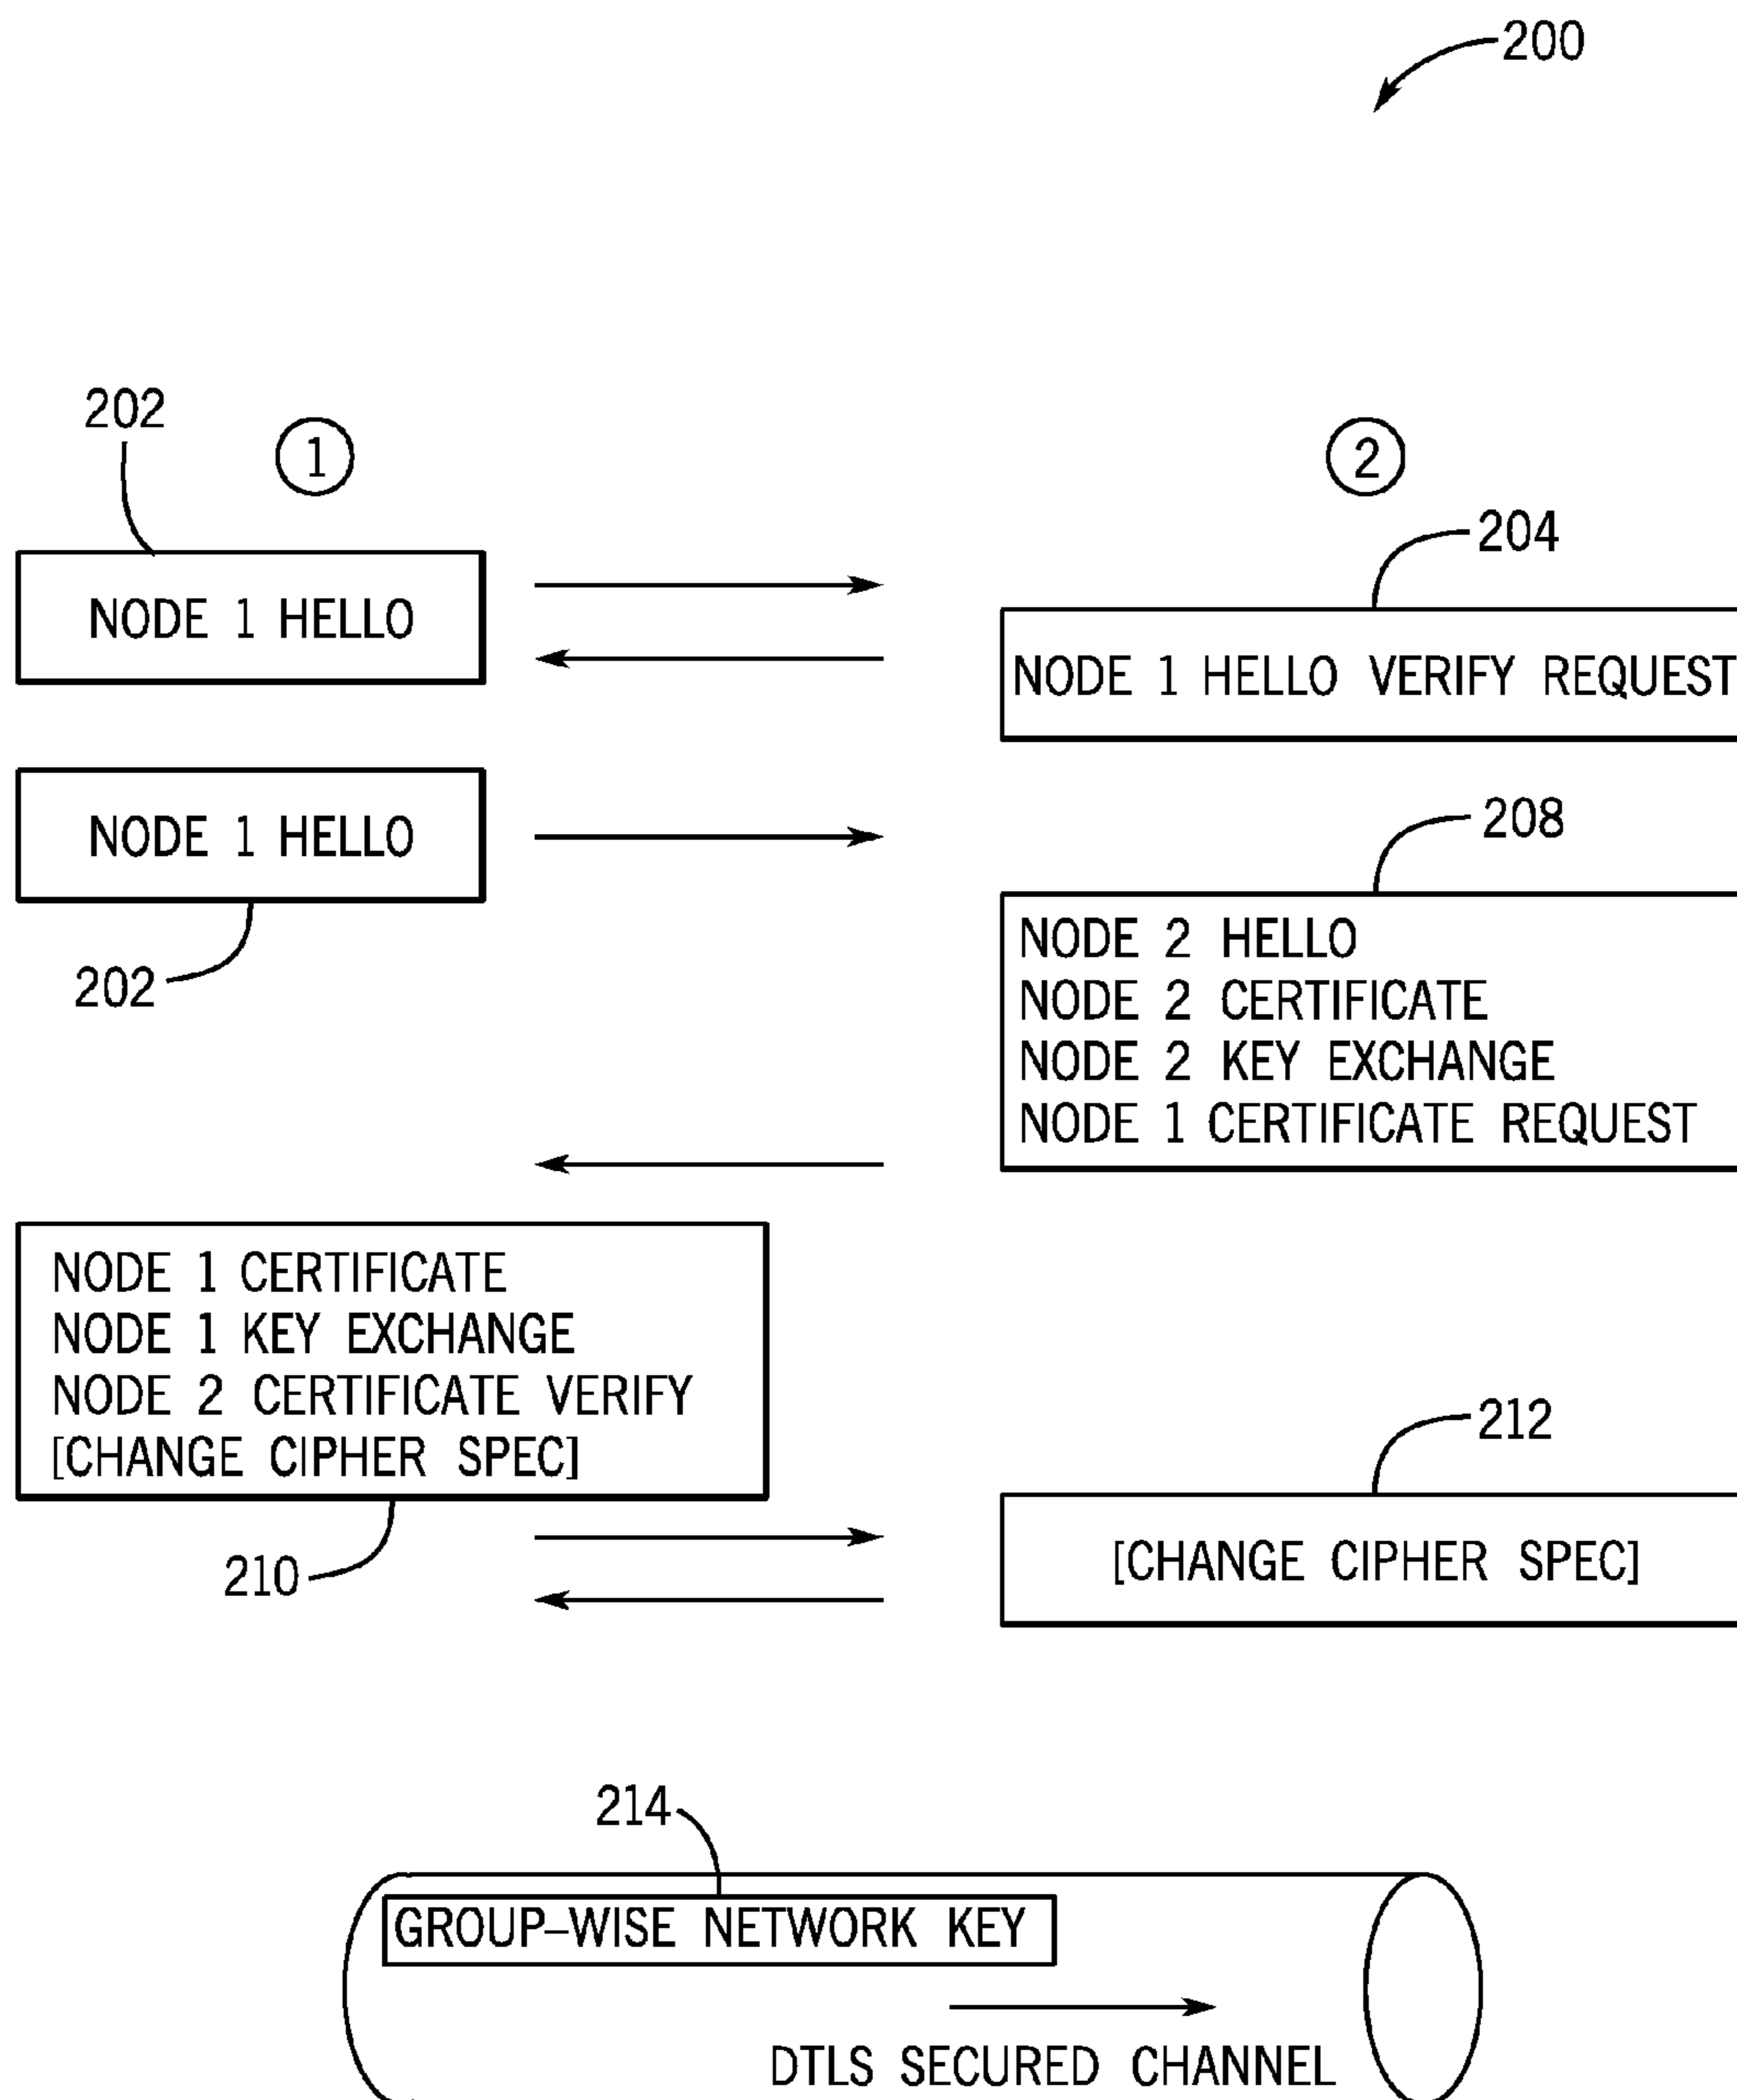 200
202
1
2
204
NODE 1 HELLO
NODE 1 HELLO VERIFY REQUEST
NODE 1 HELLO
208
202
NODE 2 HELLO
NODE 2 CERTIFICATE
NODE 2 KEY EXCHANGE
NODE 1 CERTIFICATE REQUEST
NODE 1 CERTIFICATE
NODE 1 KEY EXCHANGE
NODE 2 CERTIFICATE VERIFY
[CHANGE CIPHER SPEC]
210
212
[CHANGE CIPHER SPEC]
214
GROUP–WISE NETWORK KEY
DTLS SECURED CHANNEL